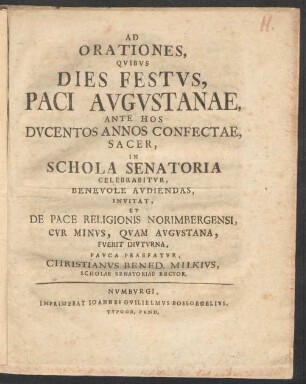 11.
AD
ORATIONES,
QVIBVS
DIES FESTVS,
PACI AVGVSTANAE,
ANTE HOS
DVCENTOS ANNOS CONFECTAE,
SACER,
IN
SCHOLA SENATORIA
CELEBRABITVR,
BENEVOLE AVDIENDAS,
INVITAT,
ET
DE PACE RELIGIONIS NORIMBERGENSI,
CVR MINVS, QVAM AVGVSTANA,
FVERIT DIVTVRNA,
PAVCA PRAEFATVR,
CHRISTIANVS BENED. MILKIVS,
SCHOLAE SENATORIAE RECTOR.
NVMBVRGI,
IMPRIMEBAT IOANNES GVILIELMVS BOSSOEGELIVS,
TYPOGR. PRIV.